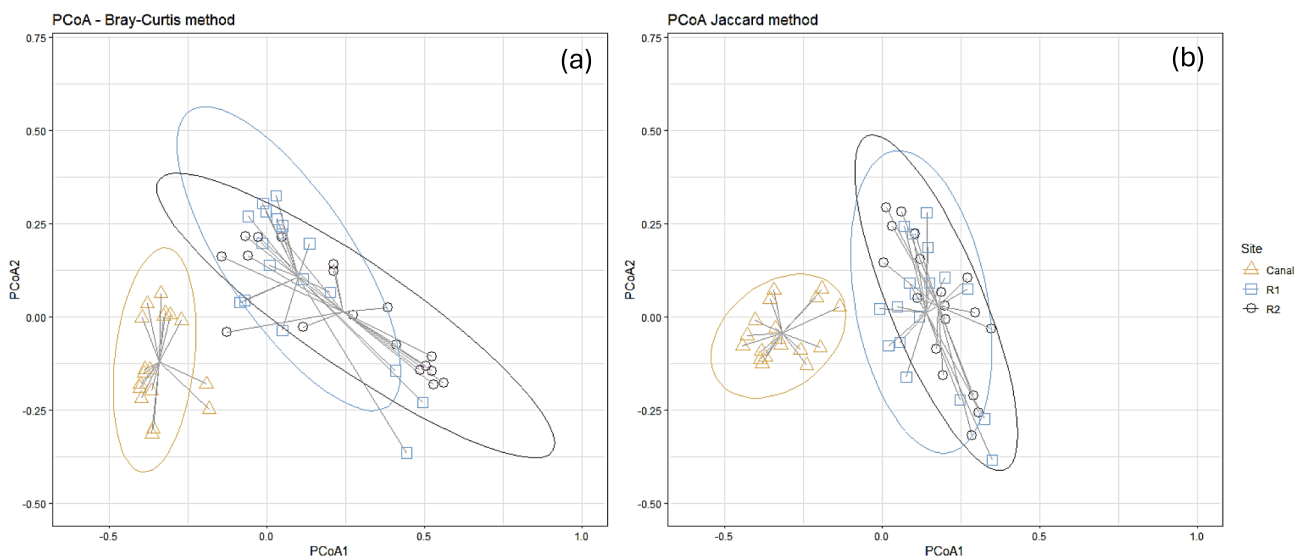 PCoA - Bray-Curtis method
(a)
0.75
0.50
0.25
0.00
-0.25
-0.50
PCoA2
-0.5
0.0
0.5
1.0
PCoA1
PCoA Jaccard method
(b)
0.75
0.50
0.25
0.00
-0.25
-0.50
PCoA2
-0.5
0.0
0.5
1.0
PCoA1
Site
Canal
R1
R2